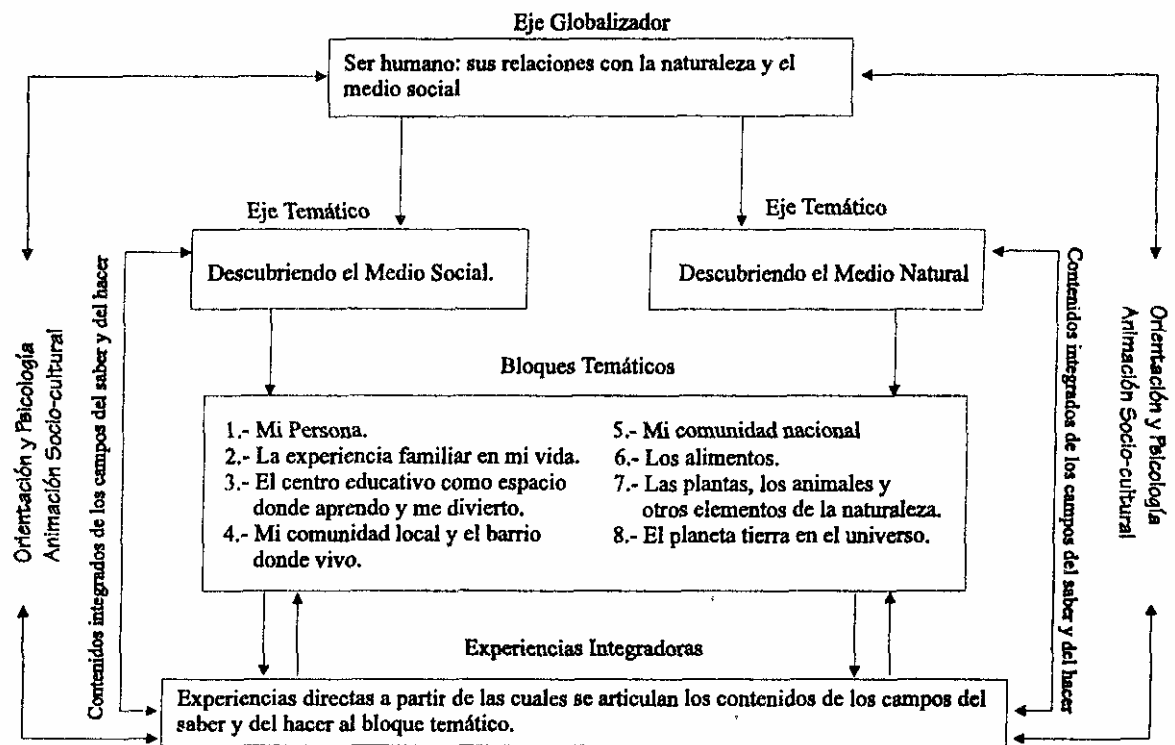 Eje Globalizador
Ser humano: sus relaciones con la naturaleza y el
medio social
Eje Temático
Eje Temático
Descubriendo el Medio Social.
Descubriendo el Medio Natural
Bloques Temáticos
1.- Mi Persona.
2.- La experiencia familiar en mi vida.
3.- El centro educativo como espacio
donde aprendo y me divierto.
4.- Mi comunidad local y el barrio
donde vivo.
5.- Mi comunidad nacional
6.- Los alimentos.
7.- Las plantas, los animales y
otros elementos de la naturaleza.
8.- El planeta tierra en el universo.
Experiencias Integradoras
Experiencias directas a partir de las cuales se articulan los contenidos de los campos del
saber y del hacer al bloque temático.
Orientación y Psicología
Animación Socio-cultural
Contenidos integrados de los campos del saber y del hacer
Contenidos integrados de los campos del saber y del hacer
Orientación y Psicología
Animación Socio-cultural